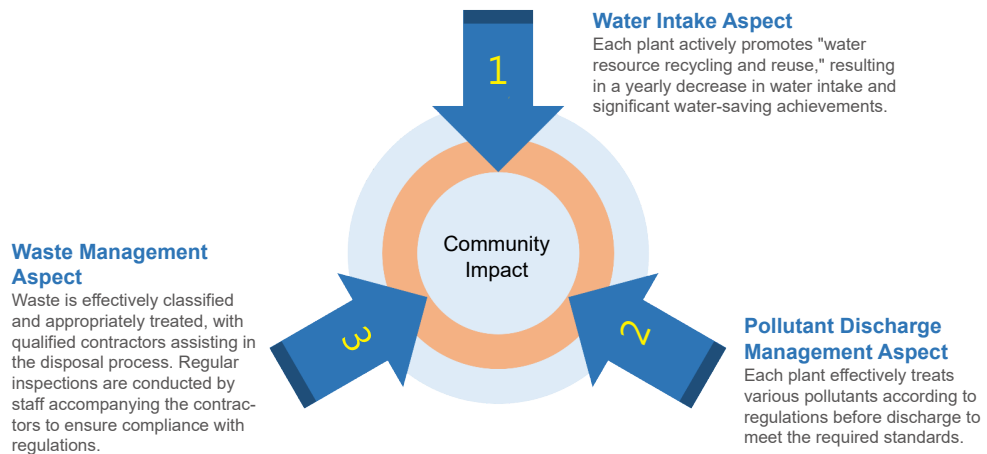 1
Water Intake Aspect
Each plant actively promotes "water
resource recycling and reuse," resulting
in a yearly decrease in water intake and
significant water-saving achievements.
Community
Impact
2
Pollutant Discharge
Management Aspect
Each plant effectively treats
various pollutants according to
regulations before discharge to
meet the required standards.
3
Waste Management
Aspect
Waste is effectively classified
and appropriately treated, with
qualified contractors assisting in
the disposal process. Regular
inspections are conducted by
staff accompanying the contrac-
tors to ensure compliance with
regulations.